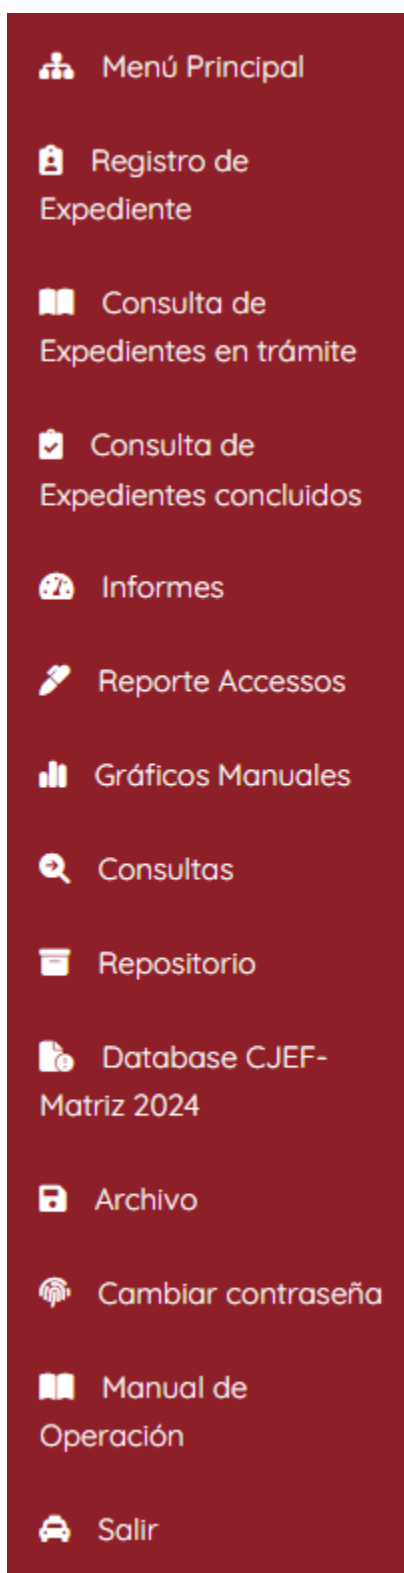 Menú Principal
Registro de
Expediente
Consulta de
Expedientes en trámite
Consulta de
Expedientes concluidos
Informes
Reporte Accessos
Gráficos Manuales
Consultas
Repositorio
Database CJEF-
Matriz 2024
Archivo
Cambiar contraseña
Manual de
Operación
Salir